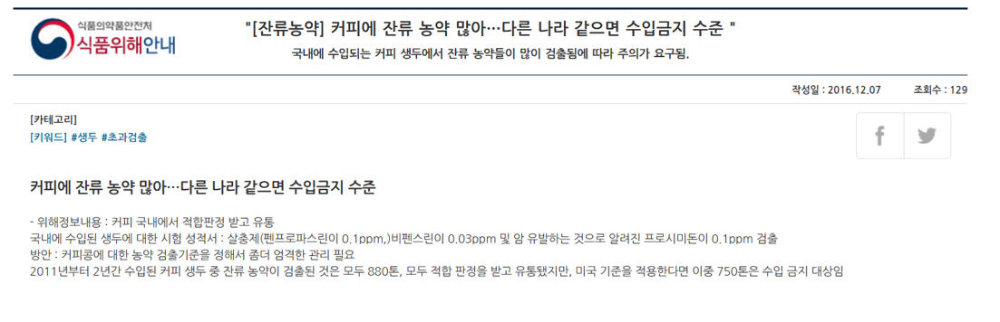 식품의약품안전처
식품위해안내
"[잔류농약] 커피에 잔류 농약 많아…다른 나라 같으면 수입금지 수준 "
국내에 수입되는 커피 생두에서 잔류 농약들이 많이 검출됨에 따라 주의가 요구됨.
작성일 : 2016.12.07 조회수 : 129
[카테고리]
[키워드] #생두 #초과검출
커피에 잔류 농약 많아…다른 나라 같으면 수입금지 수준
- 위해정보내용 : 커피 국내에서 적합판정 받고 유통
국내에 수입된 생두에 대한 시험 성적서 : 살충제(펜프로파스린이 0.1ppm,)비펜스린이 0.03ppm 및 암 유발하는 것으로 알려진 프로시미돈이 0.1ppm 검출
방안 : 커피콩에 대한 농약 검출기준을 정해서 좀더 엄격한 관리 필요
2011년부터 2년간 수입된 커피 생두 중 잔류 농약이 검출된 것은 모두 880톤, 모두 적합 판정을 받고 유통됐지만, 미국 기준을 적용한다면 이중 750톤은 수입 금지 대상임